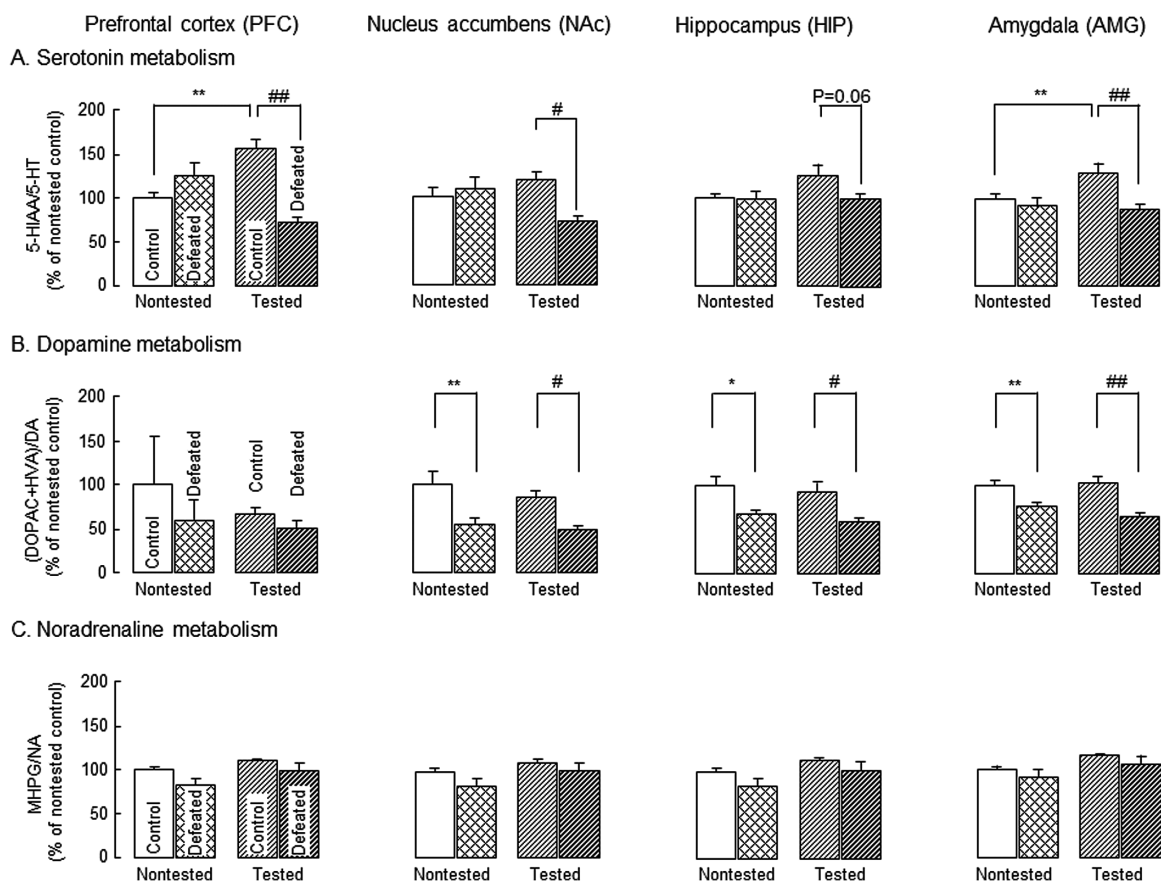 Prefrontal cortex (PFC) Nucleus accumbens (NAc) Hippocampus (HIP) Amygdala (AMG)
A. Serotonin metabolism
5-HIAA/5-HT
(% of nontested control)
200
150
100
50
0
** ##
#
P=0.06
** ##
Control
Defeated
Control
Defeated
Nontested Tested Nontested Tested Nontested Tested Nontested Tested
B. Dopamine metabolism
(DOPAC+HVA)/DA
(% of nontested control)
200
150
100
50
0
** #
* #
** ##
Control
Defeated
Control
Defeated
Nontested Tested Nontested Tested Nontested Tested Nontested Tested
C. Noradrenaline metabolism
MHPG/NA
(% of nontested control)
200
150
100
50
0
Control
Defeated
Control
Defeated
Nontested Tested Nontested Tested Nontested Tested Nontested Tested